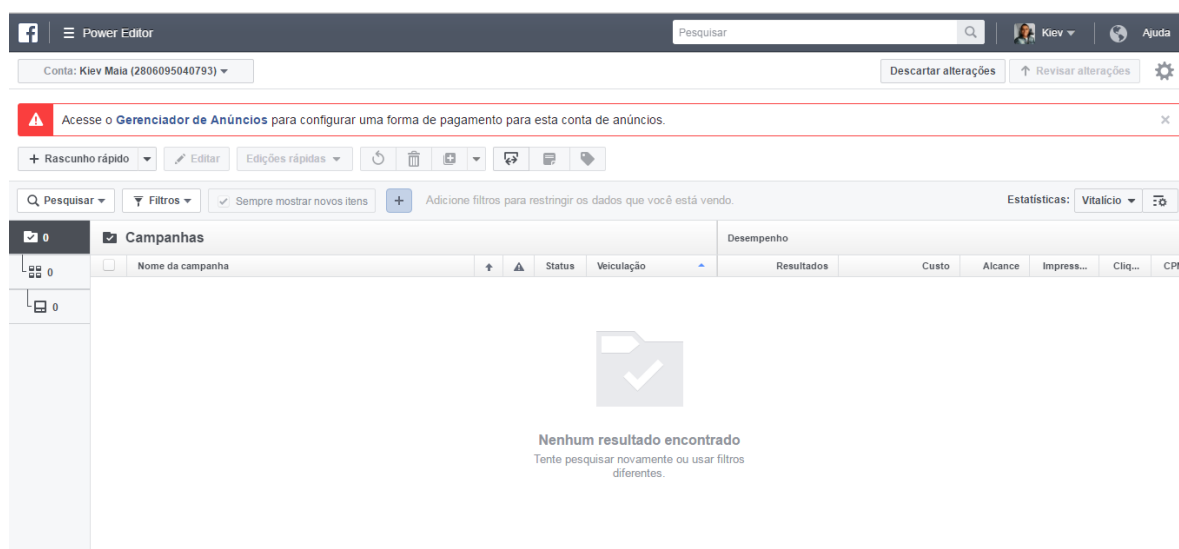 f Power Editor Pesquisar Kiev Ajuda
Conta: Kiev Maia (2806095040793) Descartar alterações Revisar alterações
Acesse o Gerenciador de Anúncios para configurar uma forma de pagamento para esta conta de anúncios.
+ Rascunho rápido Editar Edições rápidas
Pesquisar Filtros Sempre mostrar novos itens + Adicione filtros para restringir os dados que você está vendo. Estatísticas: Vitalício
0 Campanhas Desempenho
0 Nome da campanha Status Veiculação Resultados Custo Alcance Impress... Cliq... CPM
0
Nenhum resultado encontrado
Tente pesquisar novamente ou usar filtros
diferentes.